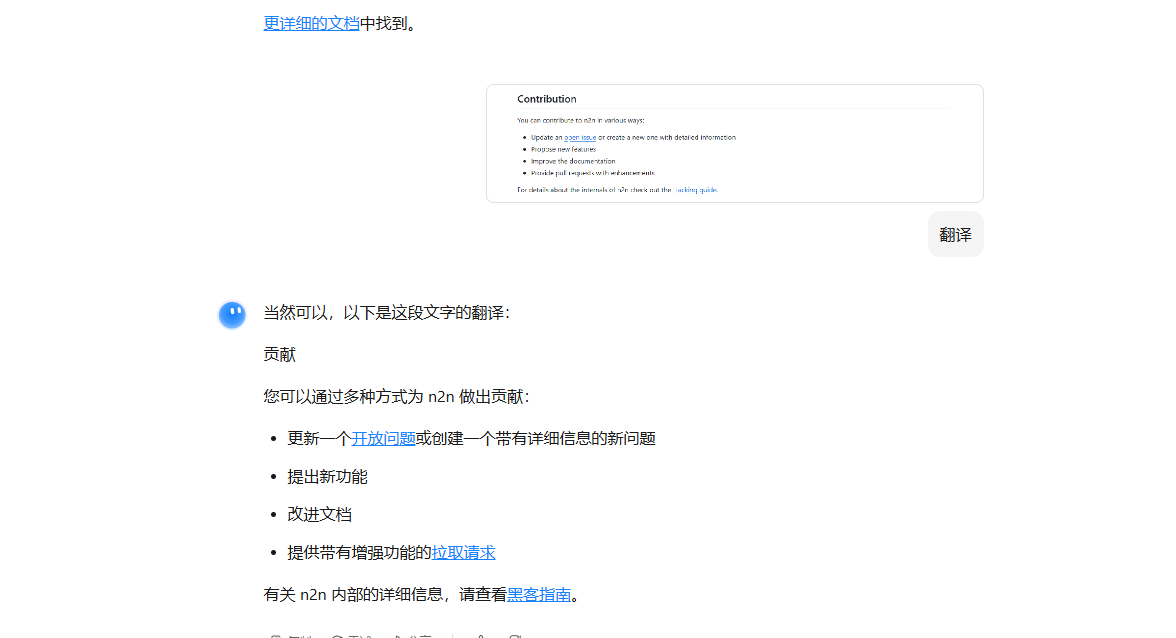 更详细的文档中找到。
Contribution
You can contribute to n2n in various ways:
Update an open issue or create a new one with detailed information
Propose new features
Improve the documentation
Provide pull requests with enhancements
For details about the internals of n2n check out the Hacking guide.
翻译
当然可以，以下是这段文字的翻译：
贡献
您可以通过多种方式为 n2n 做出贡献：
更新一个开放问题或创建一个带有详细信息的新问题
提出新功能
改进文档
提供带有增强功能的拉取请求
有关 n2n 内部的详细信息，请查看黑客指南。